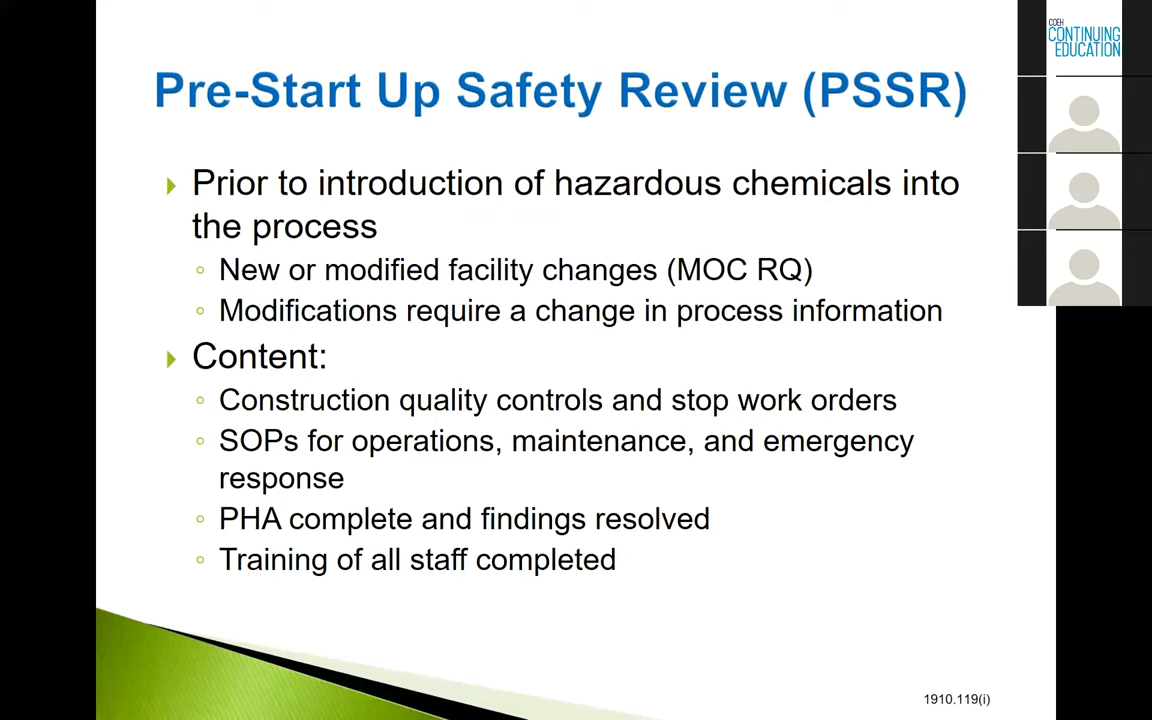 Pre-Start Up Safety Review (PSSR)
Prior to introduction of hazardous chemicals into
the process
New or modified facility changes (MOC RQ)
Modifications require a change in process information
Content:
Construction quality controls and stop work orders
SOPs for operations, maintenance, and emergency
response
PHA complete and findings resolved
Training of all staff completed
1910.119(i)
COEH
CONTINUING
EDUCATION